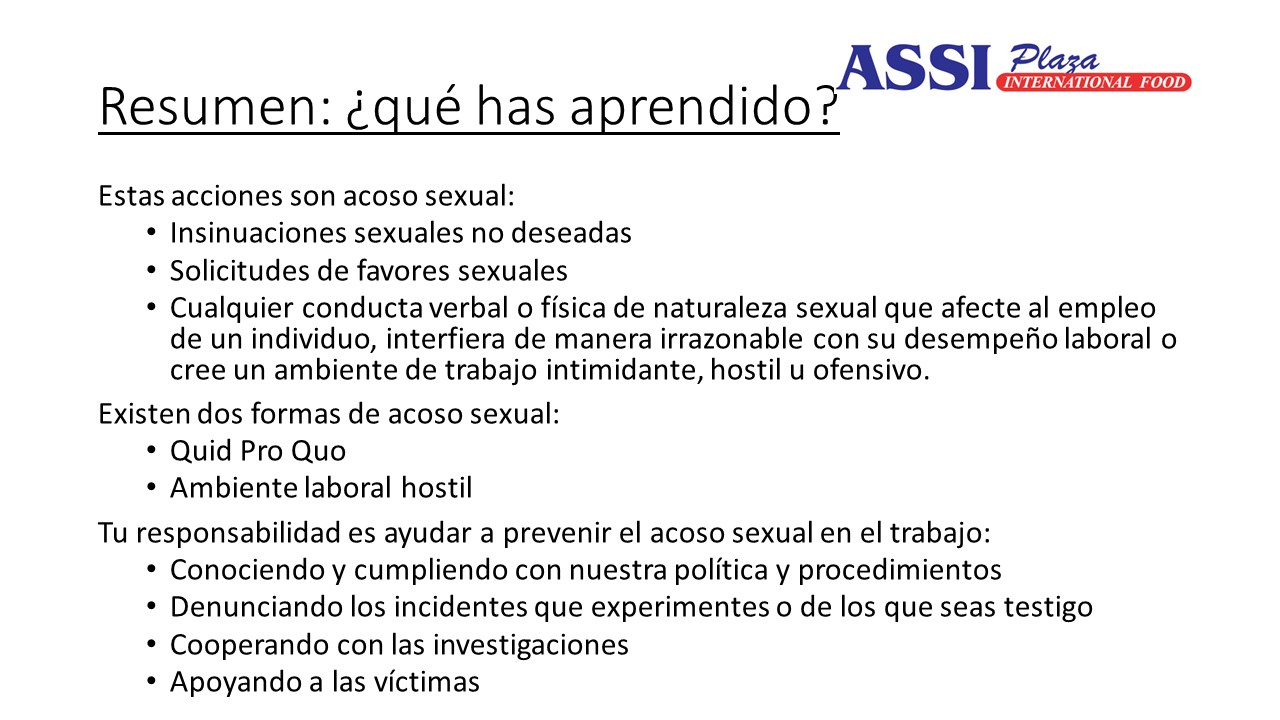 ASSI Plaza
INTERNATIONAL FOOD
Resumen: ¿qué has aprendido?
Estas acciones son acoso sexual:
• Insinuaciones sexuales no deseadas
• Solicitudes de favores sexuales
• Cualquier conducta verbal o física de naturaleza sexual que afecte al empleo
de un individuo, interfiera de manera irrazonable con su desempeño laboral o
cree un ambiente de trabajo intimidante, hostil u ofensivo.
Existen dos formas de acoso sexual:
• Quid Pro Quo
• Ambiente laboral hostil
Tu responsabilidad es ayudar a prevenir el acoso sexual en el trabajo:
• Conociendo y cumpliendo con nuestra política y procedimientos
• Denunciando los incidentes que experimentes o de los que seas testigo
• Cooperando con las investigaciones
• Apoyando a las víctimas